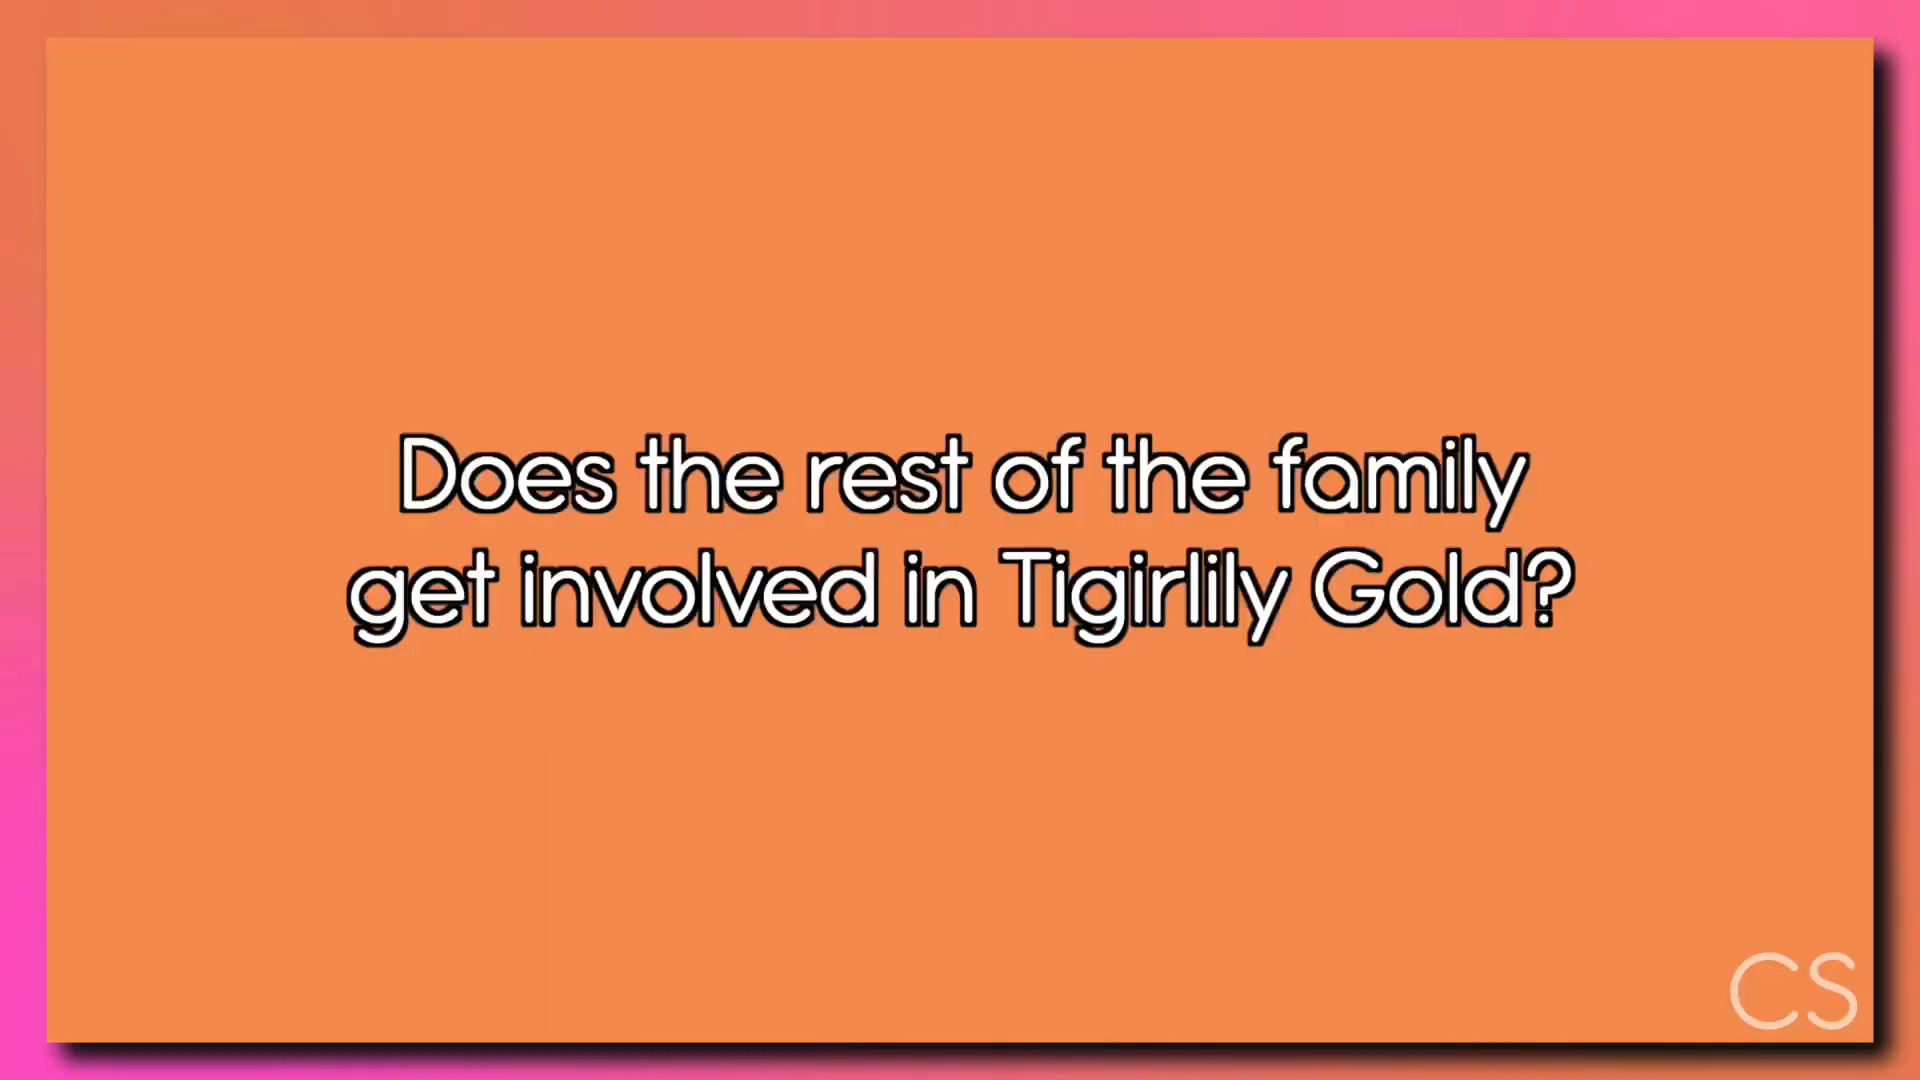 Does the rest of the family
get involved in Tigirlily Gold?
CS